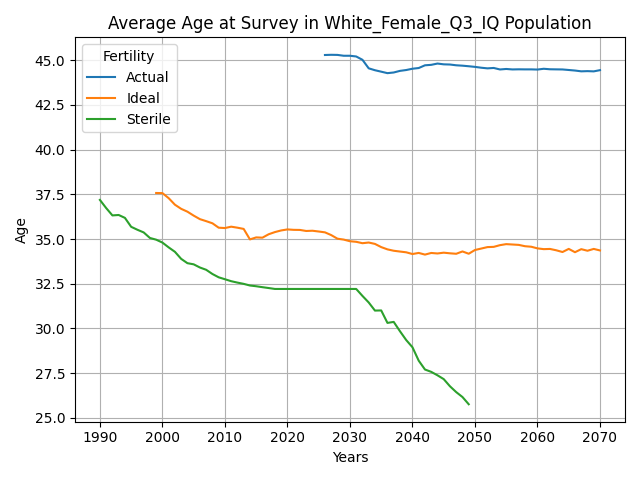 Average Age at Survey in White_Female_Q3_IQ Population
Fertility
Actual
Ideal
Sterile
Age
45.0
42.5
40.0
37.5
35.0
32.5
30.0
27.5
25.0
1990 2000 2010 2020 2030 2040 2050 2060 2070
Years